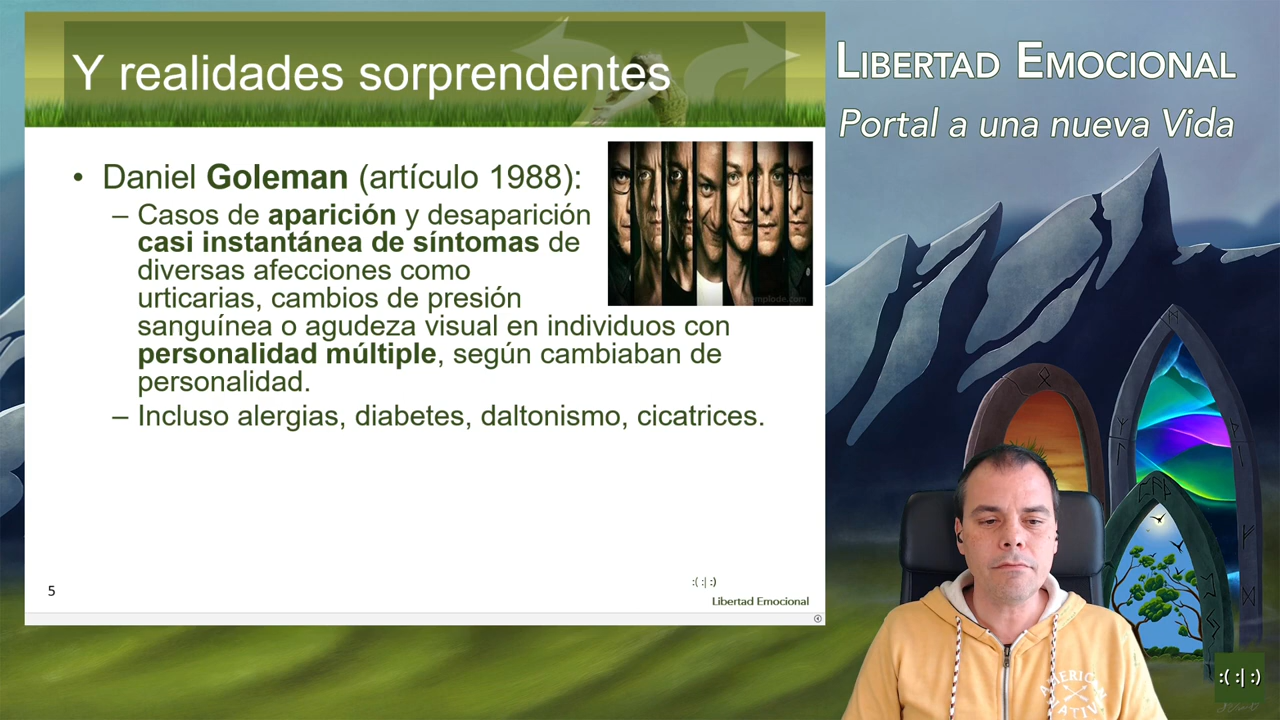 Y realidades sorprendentes
• Daniel Goleman (artículo 1988):
– Casos de aparición y desaparición
casi instantánea de síntomas de
diversas afecciones como
urticarias, cambios de presión
sanguínea o agudeza visual en individuos con
personalidad múltiple, según cambiaban de
personalidad.
– Incluso alergias, diabetes, daltonismo, cicatrices.
5
:( :| :)
Libertad Emocional
LIBERTAD EMOCIONAL
Portal a una nueva Vida
AMERICAN
NATIV
:( :| :)